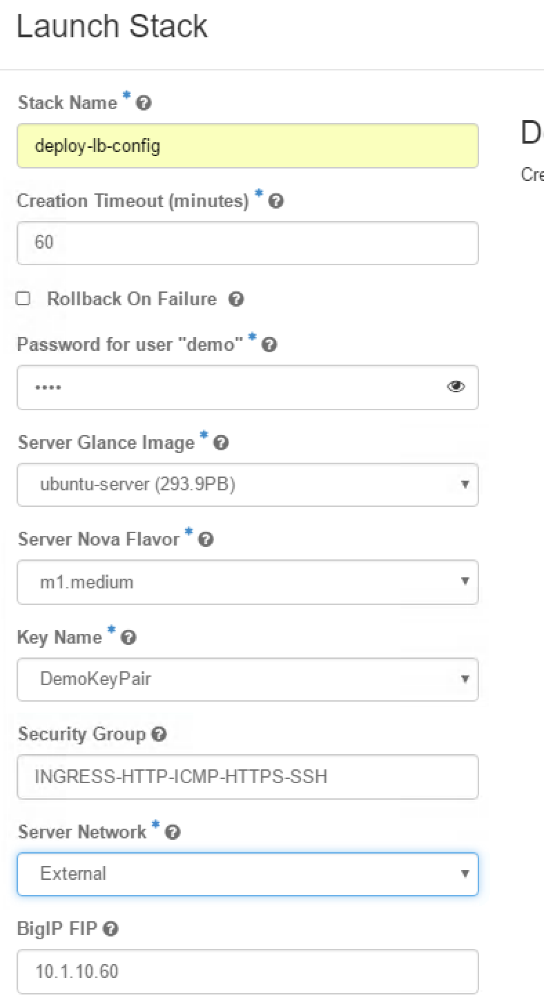 Launch Stack
Stack Name *
deploy-lb-config
D
Cre
Creation Timeout (minutes) *
60
Rollback On Failure
Password for user "demo" *
••••
Server Glance Image *
ubuntu-server (293.9PB)
Server Nova Flavor *
m1.medium
Key Name *
DemoKeyPair
Security Group
INGRESS-HTTP-ICMP-HTTPS-SSH
Server Network *
External
BigIP FIP
10.1.10.60